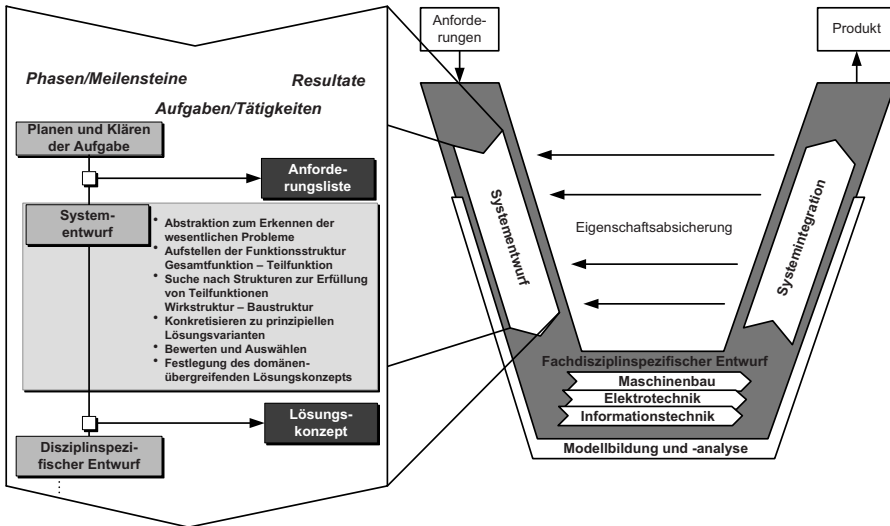 Phasen/Meilensteine
Resultate
Aufgaben/Tätigkeiten
Planen und Klären
der Aufgabe
Anforde-
rungsliste
System-
entwurf
• Abstraktion zum Erkennen der
wesentlichen Probleme
• Aufstellen der Funktionsstruktur
Gesamtfunktion – Teilfunktion
• Suche nach Strukturen zur Erfüllung
von Teilfunktionen
Wirkstruktur – Baustruktur
• Konkretisieren zu prinzipiellen
Lösungsvarianten
• Bewerten und Auswählen
• Festlegung des domänen-
übergreifenden Lösungskonzepts
Lösungs-
konzept
Disziplinspezi-
fischer Entwurf
Anforde-
rungen
Produkt
Systementwurf
Eigenschaftsabsicherung
Systemintegration
Fachdisziplinspezifischer Entwurf
Maschinenbau
Elektrotechnik
Informationstechnik
Modellbildung und -analyse